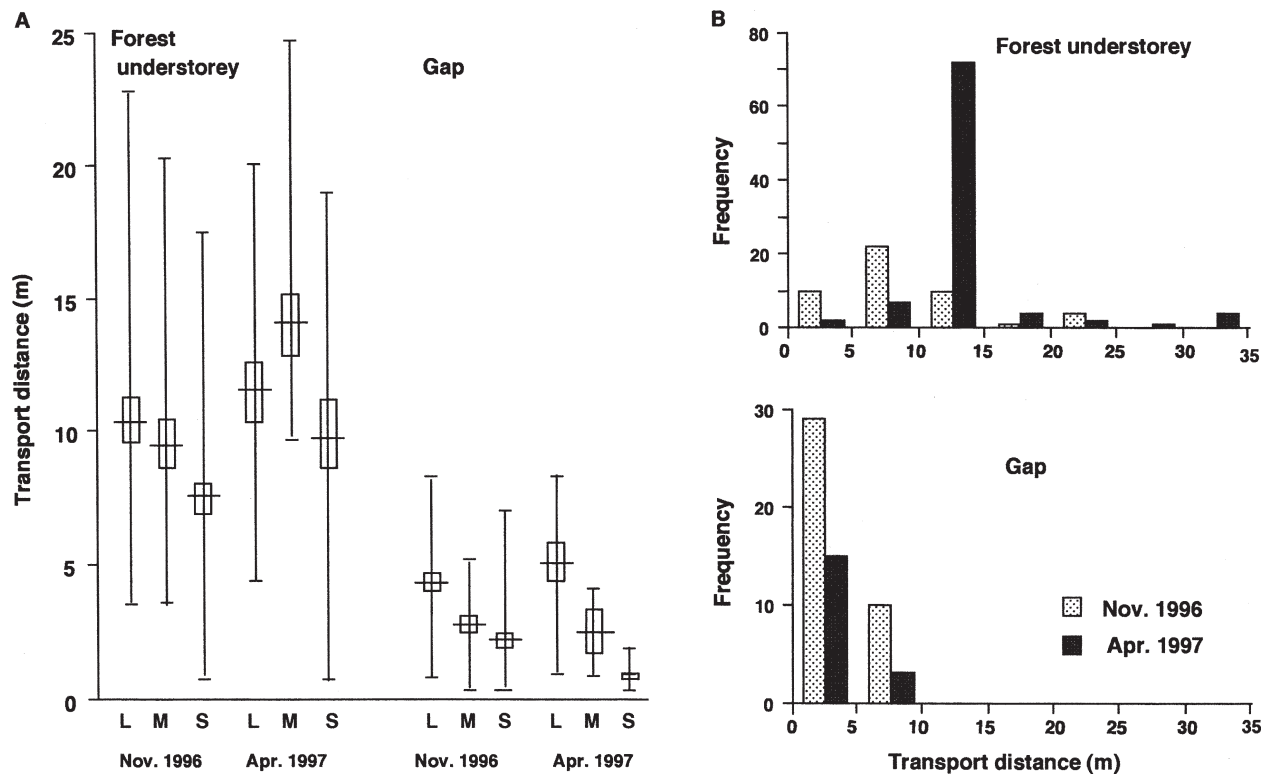 A
Forest
understorey
Gap
Transport distance (m)
25
20
15
10
5
0
L M S L M S L M S L M S
Nov. 1996 Apr. 1997 Nov. 1996 Apr. 1997
B
Forest understorey
Frequency
80
60
40
20
0
0 5 10 15 20 25 30 35
Gap
Frequency
30
20
10
0
Nov. 1996
Apr. 1997
0 5 10 15 20 25 30 35
Transport distance (m)